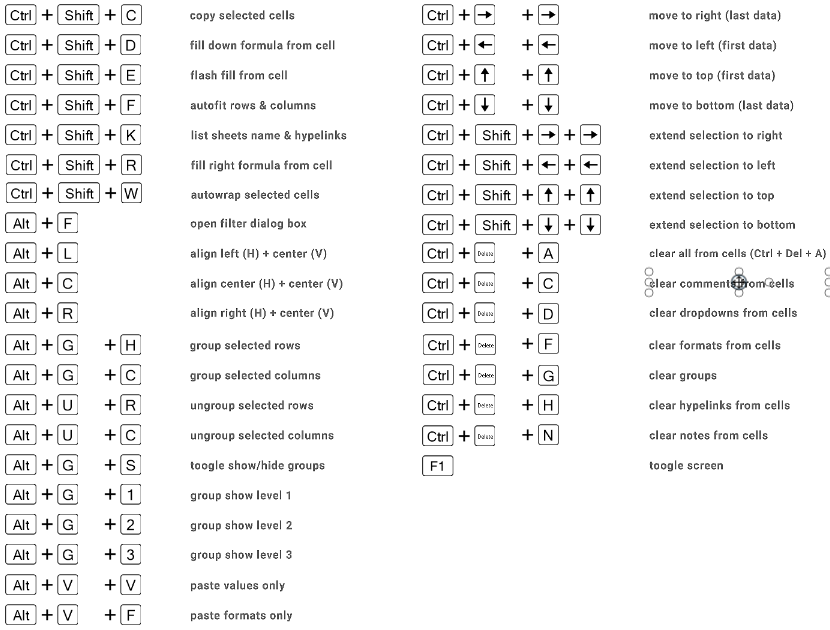 Ctrl + Shift + C copy selected cells
Ctrl + Shift + D fill down formula from cell
Ctrl + Shift + E flash fill from cell
Ctrl + Shift + F autofit rows & columns
Ctrl + Shift + K list sheets name & hypelinks
Ctrl + Shift + R fill right formula from cell
Ctrl + Shift + W autowrap selected cells
Alt + F open filter dialog box
Alt + L align left (H) + center (V)
Alt + C align center (H) + center (V)
Alt + R align right (H) + center (V)
Alt + G + H group selected rows
Alt + G + C group selected columns
Alt + U + R ungroup selected rows
Alt + U + C ungroup selected columns
Alt + G + S toogle show/hide groups
Alt + G + 1 group show level 1
Alt + G + 2 group show level 2
Alt + G + 3 group show level 3
Alt + V + V paste values only
Alt + V + F paste formats only
Ctrl + → + → move to right (last data)
Ctrl + ← + ← move to left (first data)
Ctrl + ↑ + ↑ move to top (first data)
Ctrl + ↓ + ↓ move to bottom (last data)
Ctrl + Shift + → + → extend selection to right
Ctrl + Shift + ← + ← extend selection to left
Ctrl + Shift + ↑ + ↑ extend selection to top
Ctrl + Shift + ↓ + ↓ extend selection to bottom
Ctrl + Delete + A clear all from cells (Ctrl + Del + A)
Ctrl + Delete + C clear comments from cells
Ctrl + Delete + D clear dropdowns from cells
Ctrl + Delete + F clear formats from cells
Ctrl + Delete + G clear groups
Ctrl + Delete + H clear hypelinks from cells
Ctrl + Delete + N clear notes from cells
F1 toogle screen